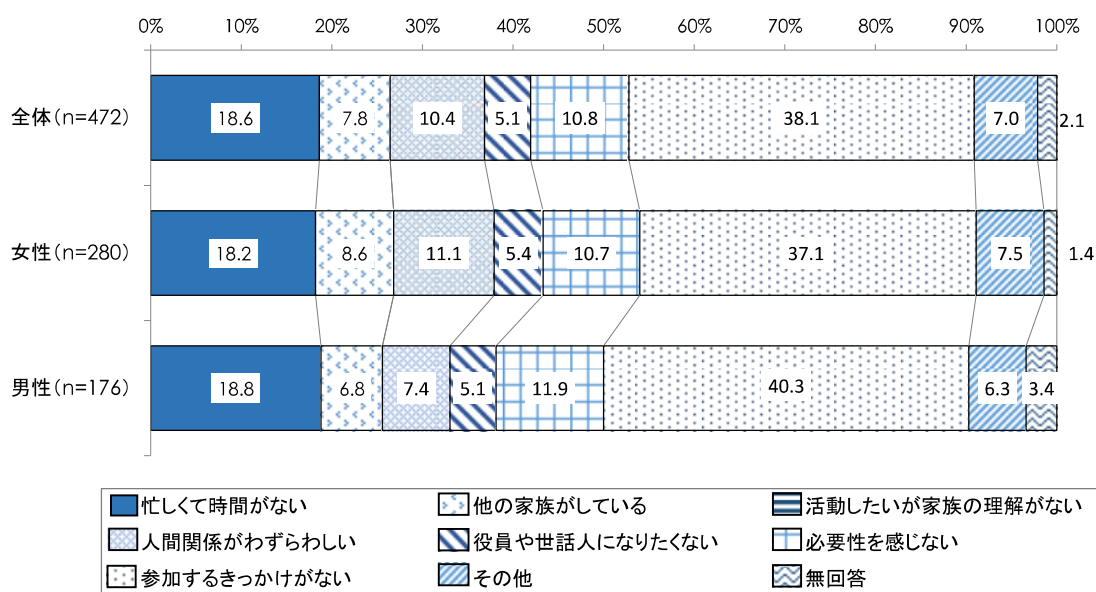 0% 10% 20% 30% 40% 50% 60% 70% 80% 90% 100%
全体(n=472) 18.6 7.8 10.4 5.1 10.8 38.1 7.0 2.1
女性(n=280) 18.2 8.6 11.1 5.4 10.7 37.1 7.5 1.4
男性(n=176) 18.8 6.8 7.4 5.1 11.9 40.3 6.3 3.4
忙しくて時間がない 他の家族がしている 活動したいが家族の理解がない
人間関係がわずらわしい 役員や世話人になりたくない 必要性を感じない
参加するきっかけがない その他 無回答